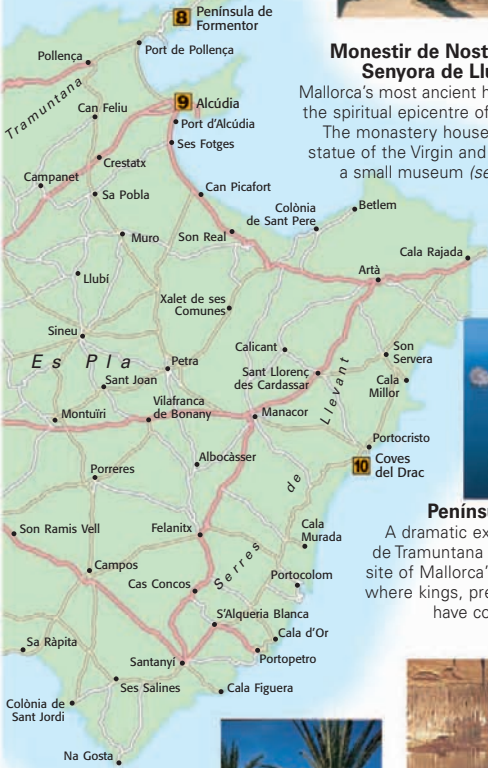 8
Península de
Formentor
Port de Pollença
Pollença
Tramuntana
Can Feliu
9
Alcúdia
Port d'Alcúdia
Ses Fotges
Crestatx
Campanet
Sa Pobla
Can Picafort
Colònia
de Sant Pere
Betlem
Muro
Son Real
Cala Rajada
Artà
Llubí
Xalet de ses
Comunes
Sineu
Calicant
Son
Servera
Es Pla
Petra
Sant Joan
Sant Llorenç
des Cardassar
Cala
Millor
Llevant
Vilafranca
de Bonany
Montuïri
Manacor
Portocristo
10
Coves
del Drac
Albocàsser
Porreres
de
Son Ramis Vell
Felanitx
Cala
Murada
Serres
Campos
Cas Concos
Portocolom
S'Alqueria Blanca
Cala d'Or
Sa Ràpita
Santanyí
Portopetro
Ses Salines
Cala Figuera
Colònia de
Sant Jordi
Na Gosta
Monestir de Nost
Senyora de Llu
Mallorca's most ancient h
the spiritual epicentre of
The monastery house
statue of the Virgin and
a small museum (se
Peníns
A dramatic ex
de Tramuntana
site of Mallorca'
where kings, pre
have co